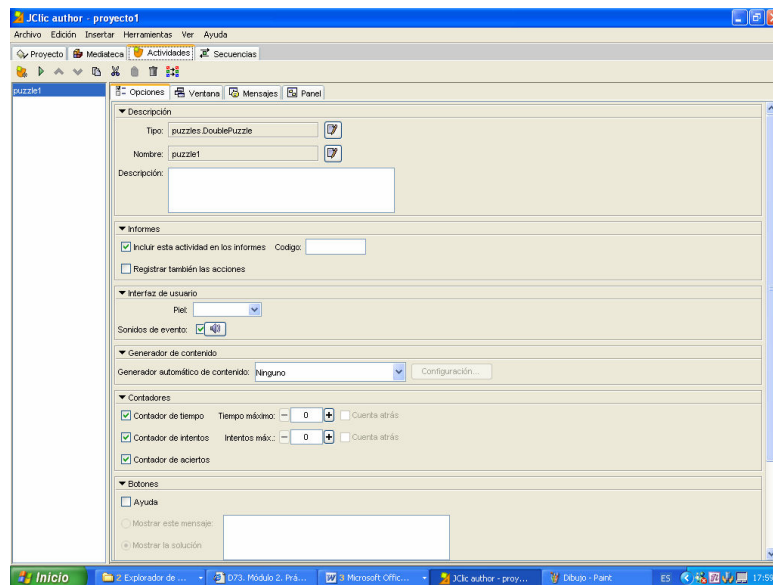 JClic author - proyecto1
Archivo Edición Insertar Herramientas Ver Ayuda
Proyecto Mediateca Actividades Secuencias
puzzle1
Opciones Ventana Mensajes Panel
Descripción
Tipo: puzzles.DoublePuzzle
Nombre: puzzle1
Descripción:
Informes
Incluir esta actividad en los informes Codigo:
Registrar también las acciones
Interfaz de usuario
Piel:
Sonidos de evento:
Generador de contenido
Generador automático de contenido: Ninguno Configuración...
Contadores
Contador de tiempo Tiempo máximo: 0 Cuenta atrás
Contador de intentos Intentos máx.: 0 Cuenta atrás
Contador de aciertos
Botones
Ayuda
Mostrar este mensaje:
Mostrar la solución
Inicio 2 Explorador de ... D73. Módulo 2. Prá... 3 Microsoft Offic... JClic author - proy... Dibujo - Paint ES 17:59